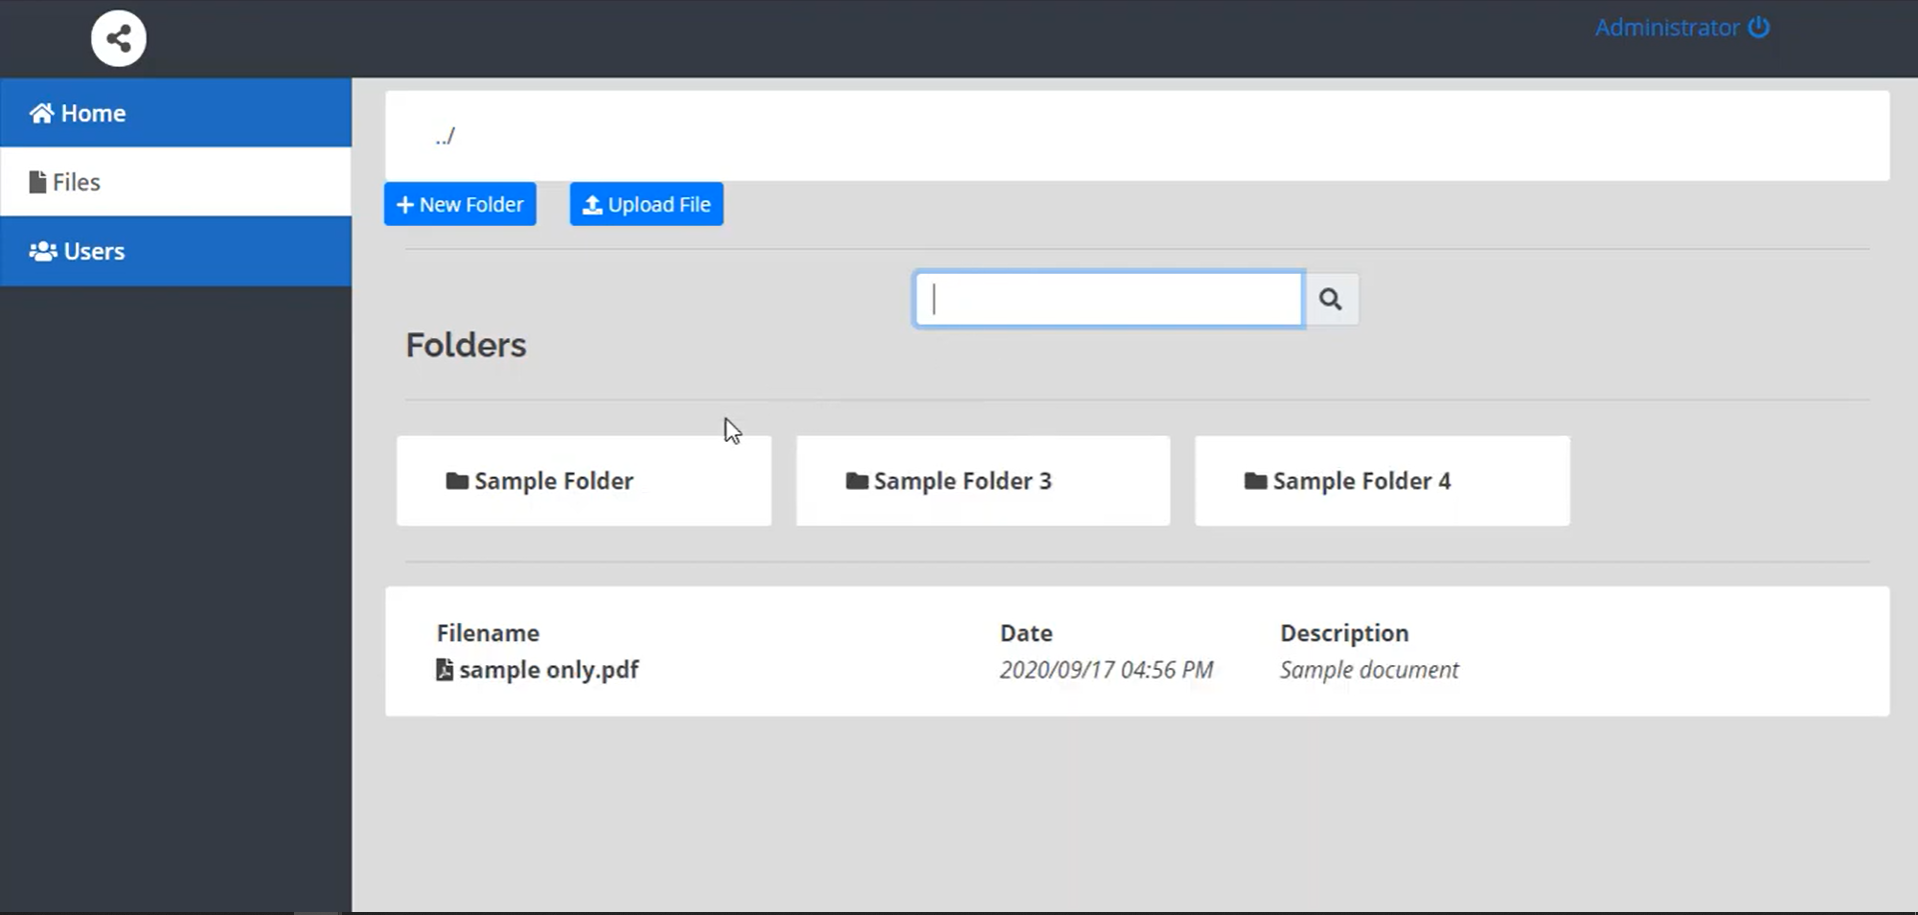 Administrator
Home
Files
Users
../
New Folder
Upload File
Folders
Sample Folder
Sample Folder 3
Sample Folder 4
Filename Date Description
sample only.pdf 2020/09/17 04:56 PM Sample document